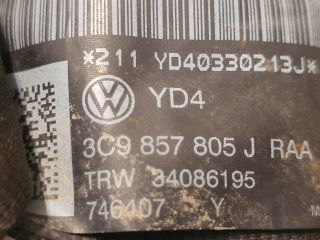 *211 YD40330213J*
YD4
3C9 857 805 J RAA
TRW 34086195
746407 Y M